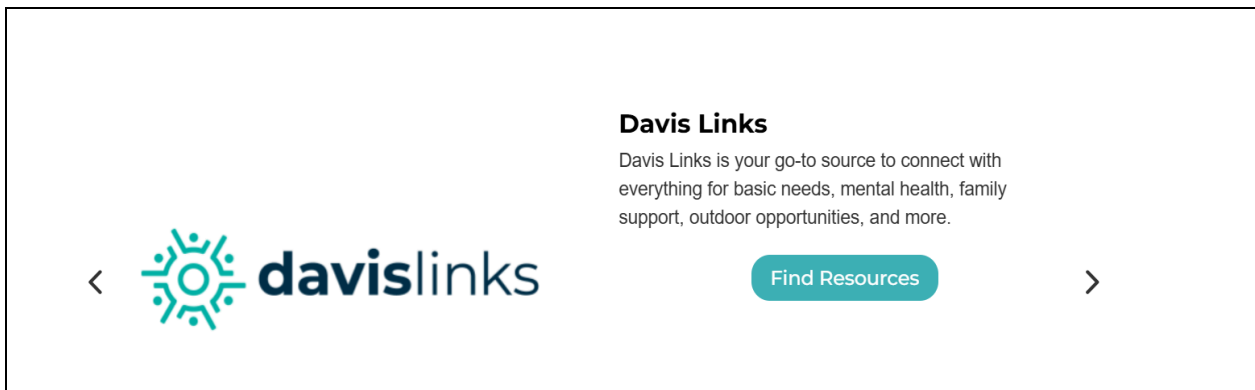 Davis Links
Davis Links is your go-to source to connect with
everything for basic needs, mental health, family
support, outdoor opportunities, and more.
davislinks
Find Resources